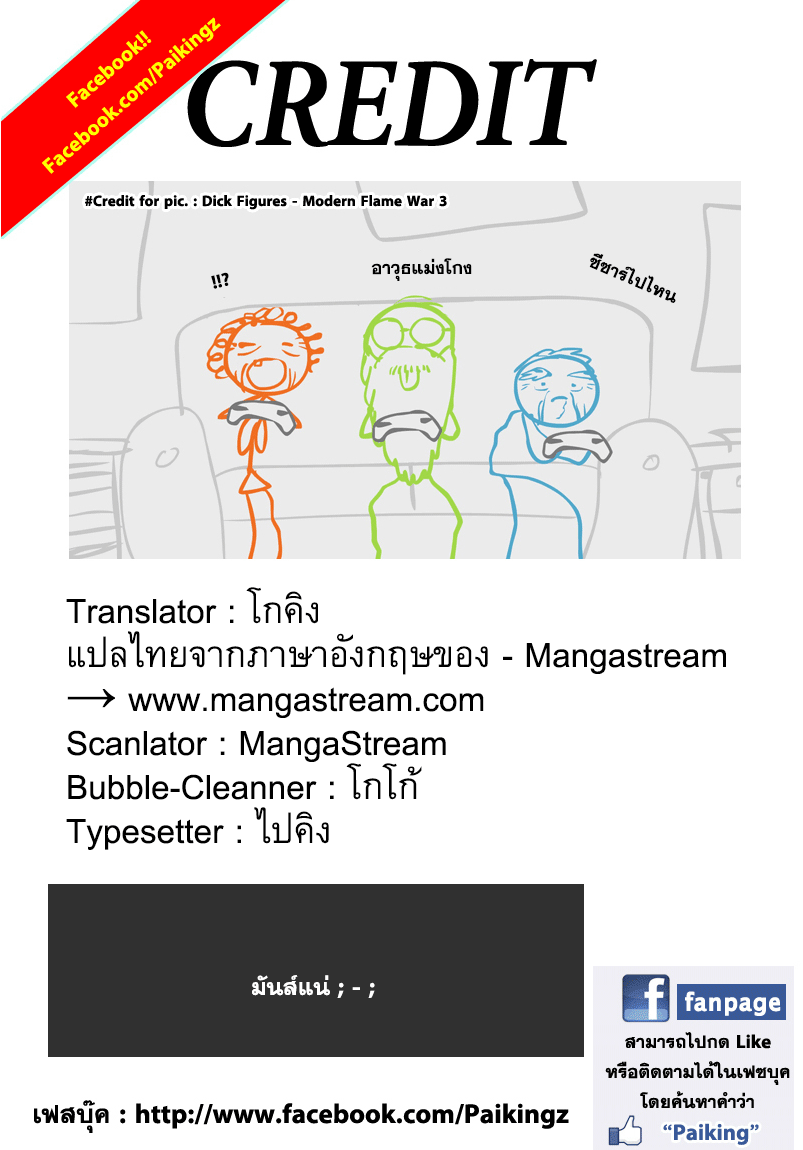 Facebook!!
Facebook.com/Paikingz
CREDIT
#Credit for pic. : Dick Figures - Modern Flame War 3
!!?
อาวุธแม่งโกง
ชีซาร์ไปไหน
Translator : โกคิง
แปลไทยจากภาษาอังกฤษของ - Mangastream
→ www.mangastream.com
Scanlator : MangaStream
Bubble-Cleanner : โกโก้
Typesetter : ไปคิง
มันส์แน่ ; - ;
f fanpage
สามารถไปกด Like
หรือติดตามได้ในเฟซบุค
โดยค้นหาคำว่า
“Paiking”
เฟสบุ๊ค : http://www.facebook.com/Paikingz